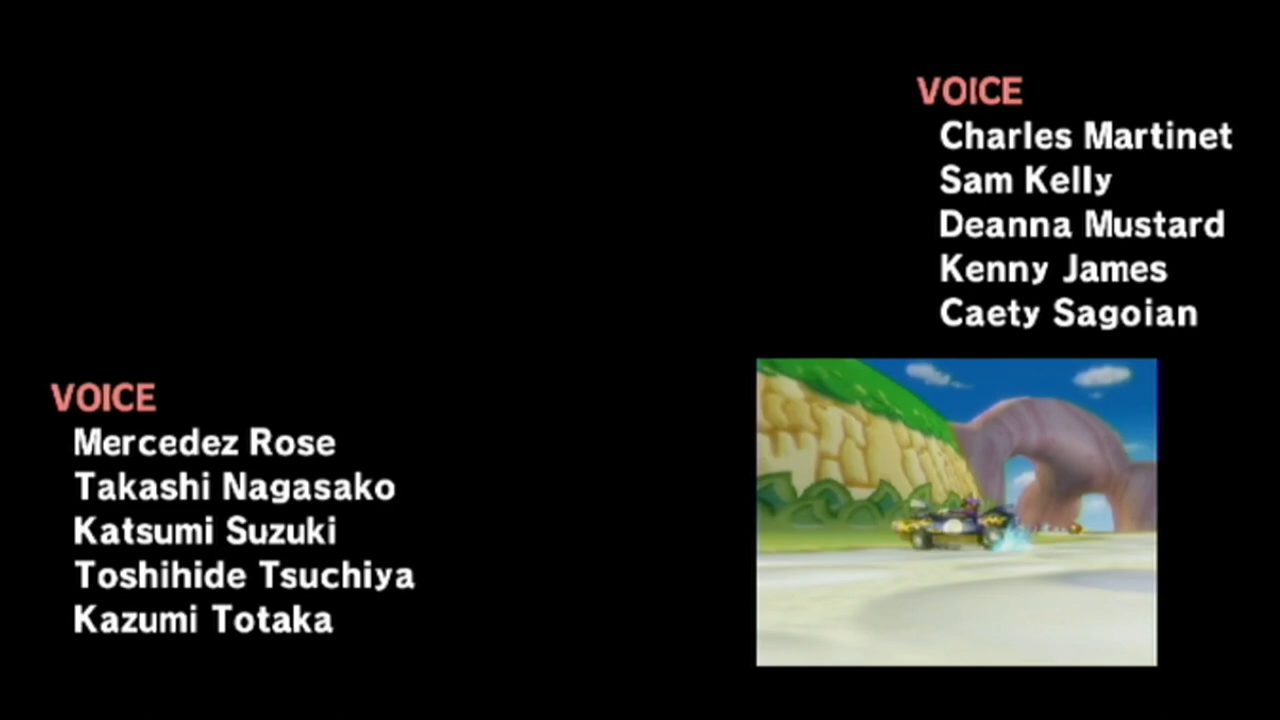 VOICE
Charles Martinet
Sam Kelly
Deanna Mustard
Kenny James
Caety Sagoian
VOICE
Mercedez Rose
Takashi Nagasako
Katsumi Suzuki
Toshihide Tsuchiya
Kazumi Totaka